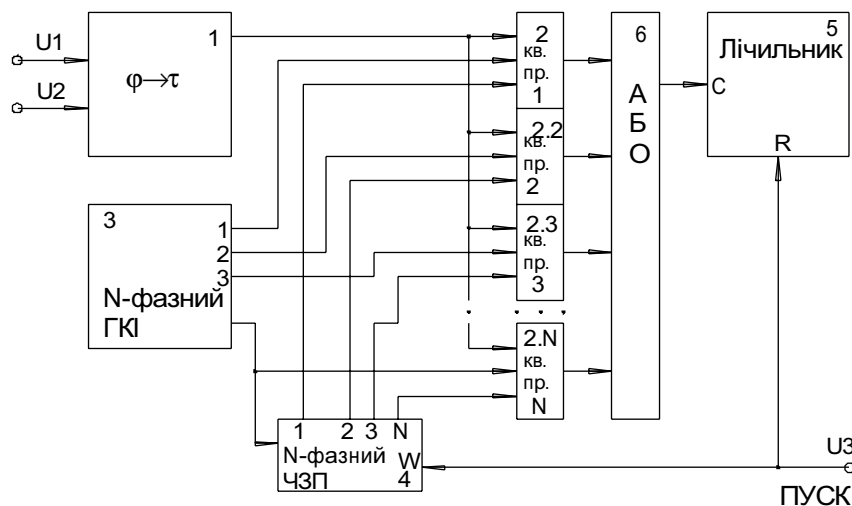 U1
U2
1
φ→τ
3
1
2
3
N-фазний
ГКІ
2
кв.
пр.
1
2.2
кв.
пр.
2
2.3
кв.
пр.
3
2.N
кв.
пр.
N
6
А
Б
О
5
Лічильник
C
R
1 2 3 N
N-фазний
ЧЗП
W
4
U3
ПУСК